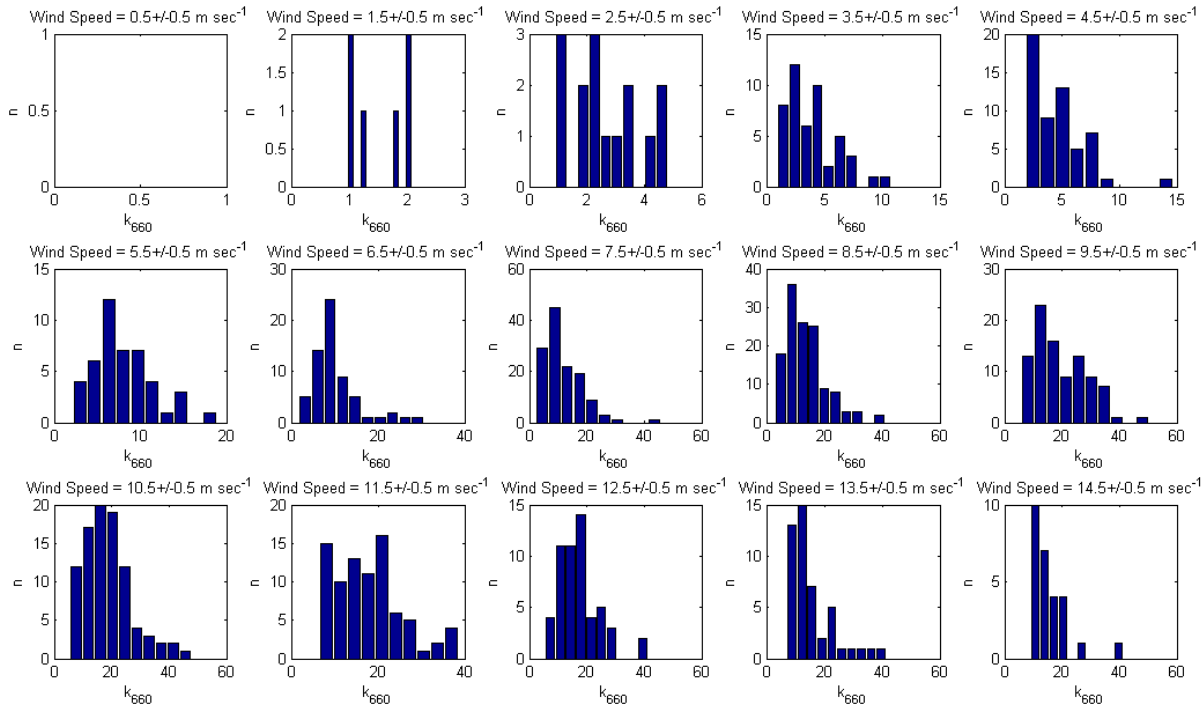 Wind Speed = 0.5+/-0.5 m sec⁻¹
1
0.5
0
n
0 0.5 1
k₆₆₀
Wind Speed = 1.5+/-0.5 m sec⁻¹
2
1.5
1
0.5
0
n
0 1 2 3
k₆₆₀
Wind Speed = 2.5+/-0.5 m sec⁻¹
3
2
1
0
n
0 2 4 6
k₆₆₀
Wind Speed = 3.5+/-0.5 m sec⁻¹
15
10
5
0
n
0 5 10 15
k₆₆₀
Wind Speed = 4.5+/-0.5 m sec⁻¹
20
15
10
5
0
n
0 5 10 15
k₆₆₀
Wind Speed = 5.5+/-0.5 m sec⁻¹
15
10
5
0
n
0 10 20
k₆₆₀
Wind Speed = 6.5+/-0.5 m sec⁻¹
30
20
10
0
n
0 20 40
k₆₆₀
Wind Speed = 7.5+/-0.5 m sec⁻¹
60
40
20
0
n
0 20 40 60
k₆₆₀
Wind Speed = 8.5+/-0.5 m sec⁻¹
40
30
20
10
0
n
0 20 40 60
k₆₆₀
Wind Speed = 9.5+/-0.5 m sec⁻¹
30
20
10
0
n
0 20 40 60
k₆₆₀
Wind Speed = 10.5+/-0.5 m sec⁻¹
20
15
10
5
0
n
0 20 40 60
k₆₆₀
Wind Speed = 11.5+/-0.5 m sec⁻¹
20
15
10
5
0
n
0 10 20 30 40
k₆₆₀
Wind Speed = 12.5+/-0.5 m sec⁻¹
15
10
5
0
n
0 20 40 60
k₆₆₀
Wind Speed = 13.5+/-0.5 m sec⁻¹
15
10
5
0
n
0 20 40 60
k₆₆₀
Wind Speed = 14.5+/-0.5 m sec⁻¹
10
5
0
n
0 20 40 60
k₆₆₀